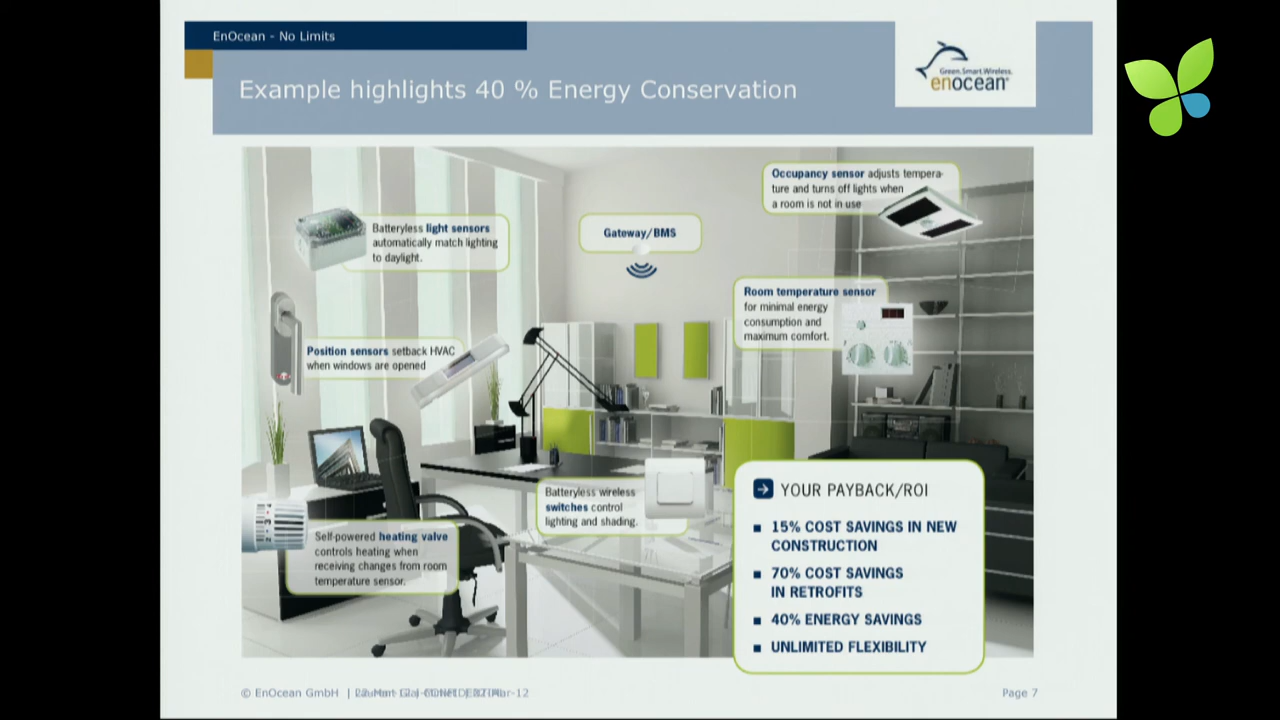 EnOcean - No Limits
Example highlights 40 % Energy Conservation
Green.Smart.Wireless.
enocean®
Occupancy sensor adjusts tempera-
ture and turns off lights when
a room is not in use
Batteryless light sensors
automatically match lighting
to daylight.
Gateway/BMS
Room temperature sensor
for minimal energy
consumption and
maximum comfort.
Position sensors setback HVAC
when windows are opened
Batteryless wireless
switches control
lighting and shading.
Self-powered heating valve
controls heating when
receiving changes from room
temperature sensor.
YOUR PAYBACK/ROI
15% COST SAVINGS IN NEW
CONSTRUCTION
70% COST SAVINGS
IN RETROFITS
40% ENERGY SAVINGS
UNLIMITED FLEXIBILITY
© EnOcean GmbH |
Page 7